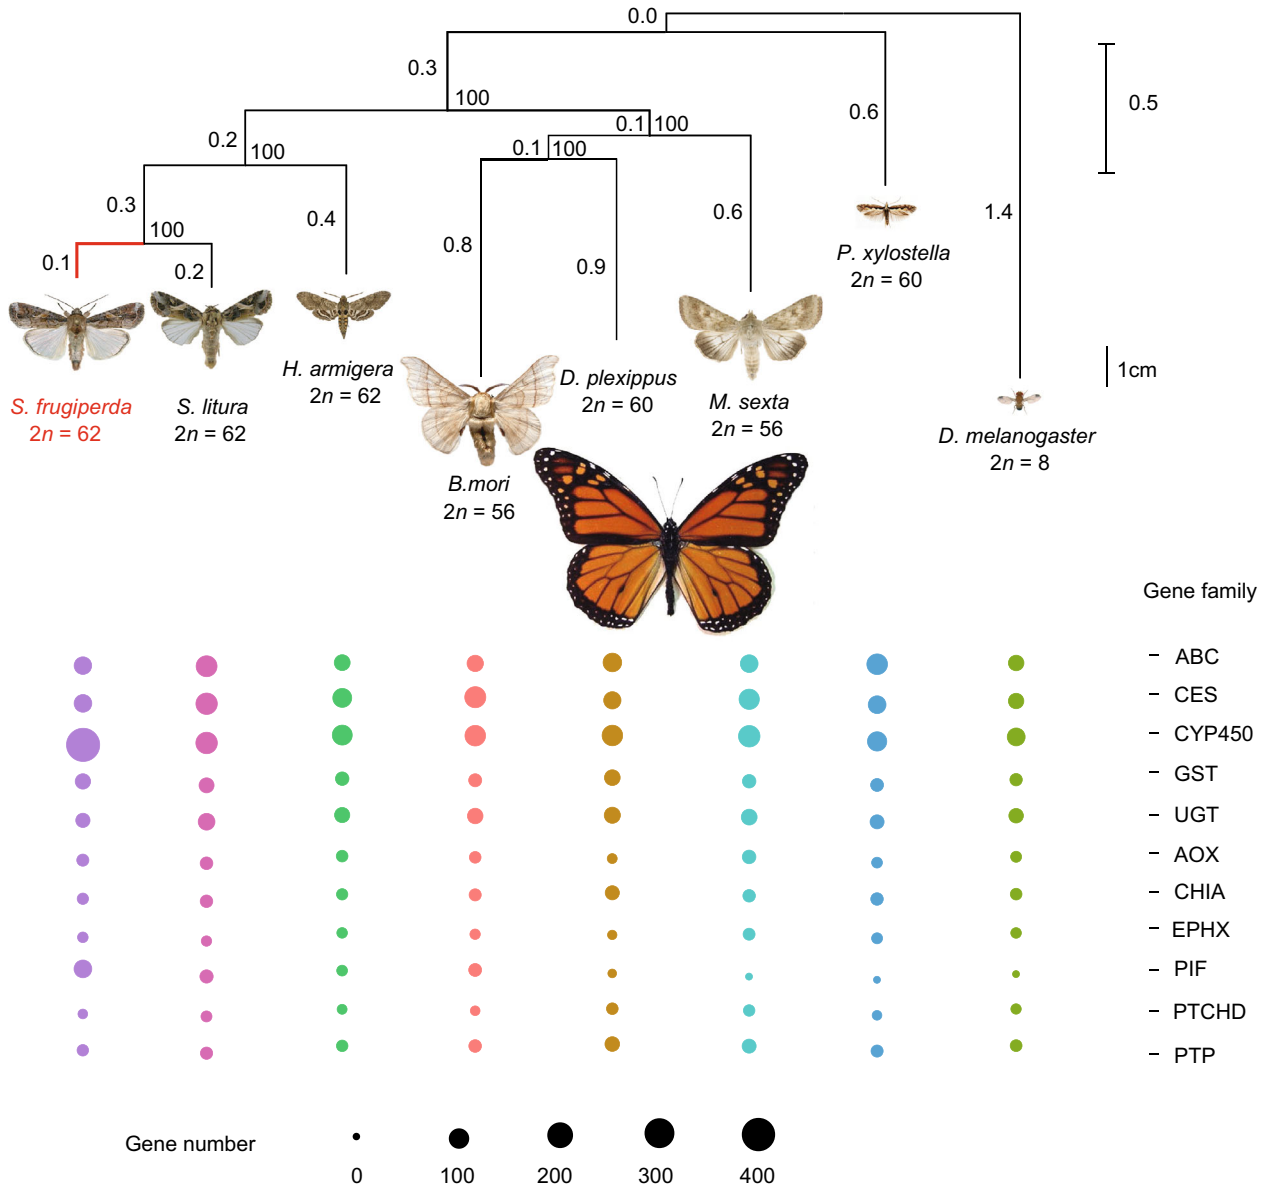 0.0
0.3
100
0.6
0.5
0.2
100
0.1
100
0.1
100
0.3
100
0.4
0.8
0.9
0.6
1.4
0.1
0.2
P. xylostella
2n = 60
H. armigera
2n = 62
D. plexippus
2n = 60
1cm
S. frugiperda
2n = 62
S. litura
2n = 62
M. sexta
2n = 56
D. melanogaster
2n = 8
B.mori
2n = 56
Gene family
ABC
CES
CYP450
GST
UGT
AOX
CHIA
EPHX
PIF
PTCHD
PTP
Gene number
0 100 200 300 400